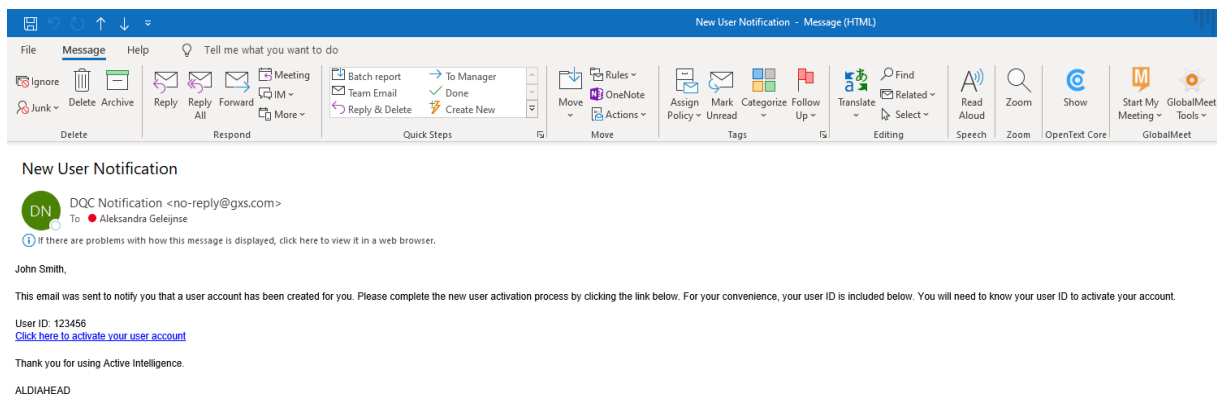 New User Notification - Message (HTML)
File Message Help Tell me what you want to do
Ignore
Junk
Delete Archive
Delete
Reply Reply All Forward
Meeting
IM
More
Respond
Batch report To Manager
Team Email Done
Reply & Delete Create New
Quick Steps
Move
Rules
OneNote
Actions
Move
Assign Policy Mark Unread Categorize Follow Up
Tags
Translate
Find
Related
Select
Editing
Read Aloud
Speech
Zoom
Zoom
Show
OpenText Core
Start My Meeting GlobalMeet Tools
GlobalMeet
New User Notification
DN
DQC Notification <no-reply@gxs.com>
To Aleksandra Geleijnse
If there are problems with how this message is displayed, click here to view it in a web browser.
John Smith,
This email was sent to notify you that a user account has been created for you. Please complete the new user activation process by clicking the link below. For your convenience, your user ID is included below. You will need to know your user ID to activate your account.
User ID: 123456
Click here to activate your user account
Thank you for using Active Intelligence.
ALDIAHEAD